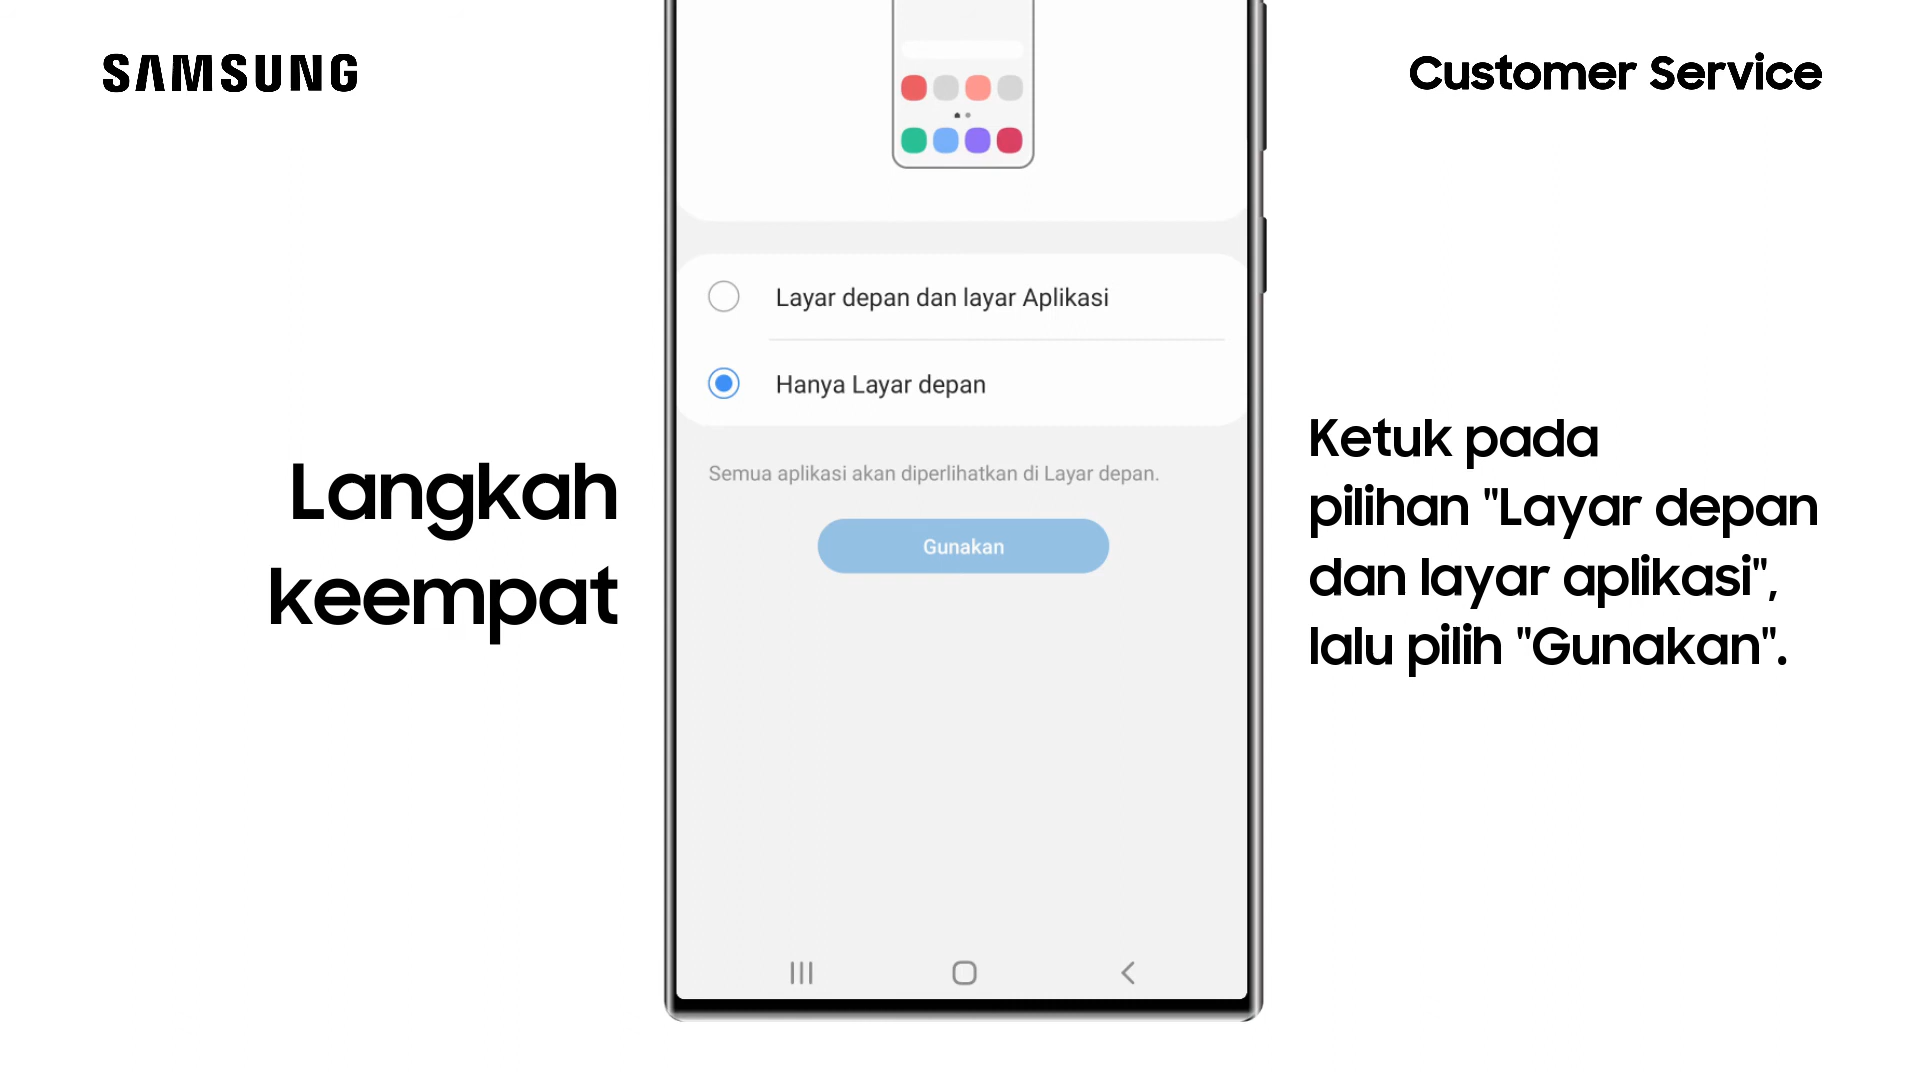 SAMSUNG
Customer Service
Langkah
keempat
Layar depan dan layar Aplikasi
Hanya Layar depan
Semua aplikasi akan diperlihatkan di Layar depan.
Gunakan
Ketuk pada
pilihan "Layar depan
dan layar aplikasi",
lalu pilih "Gunakan".